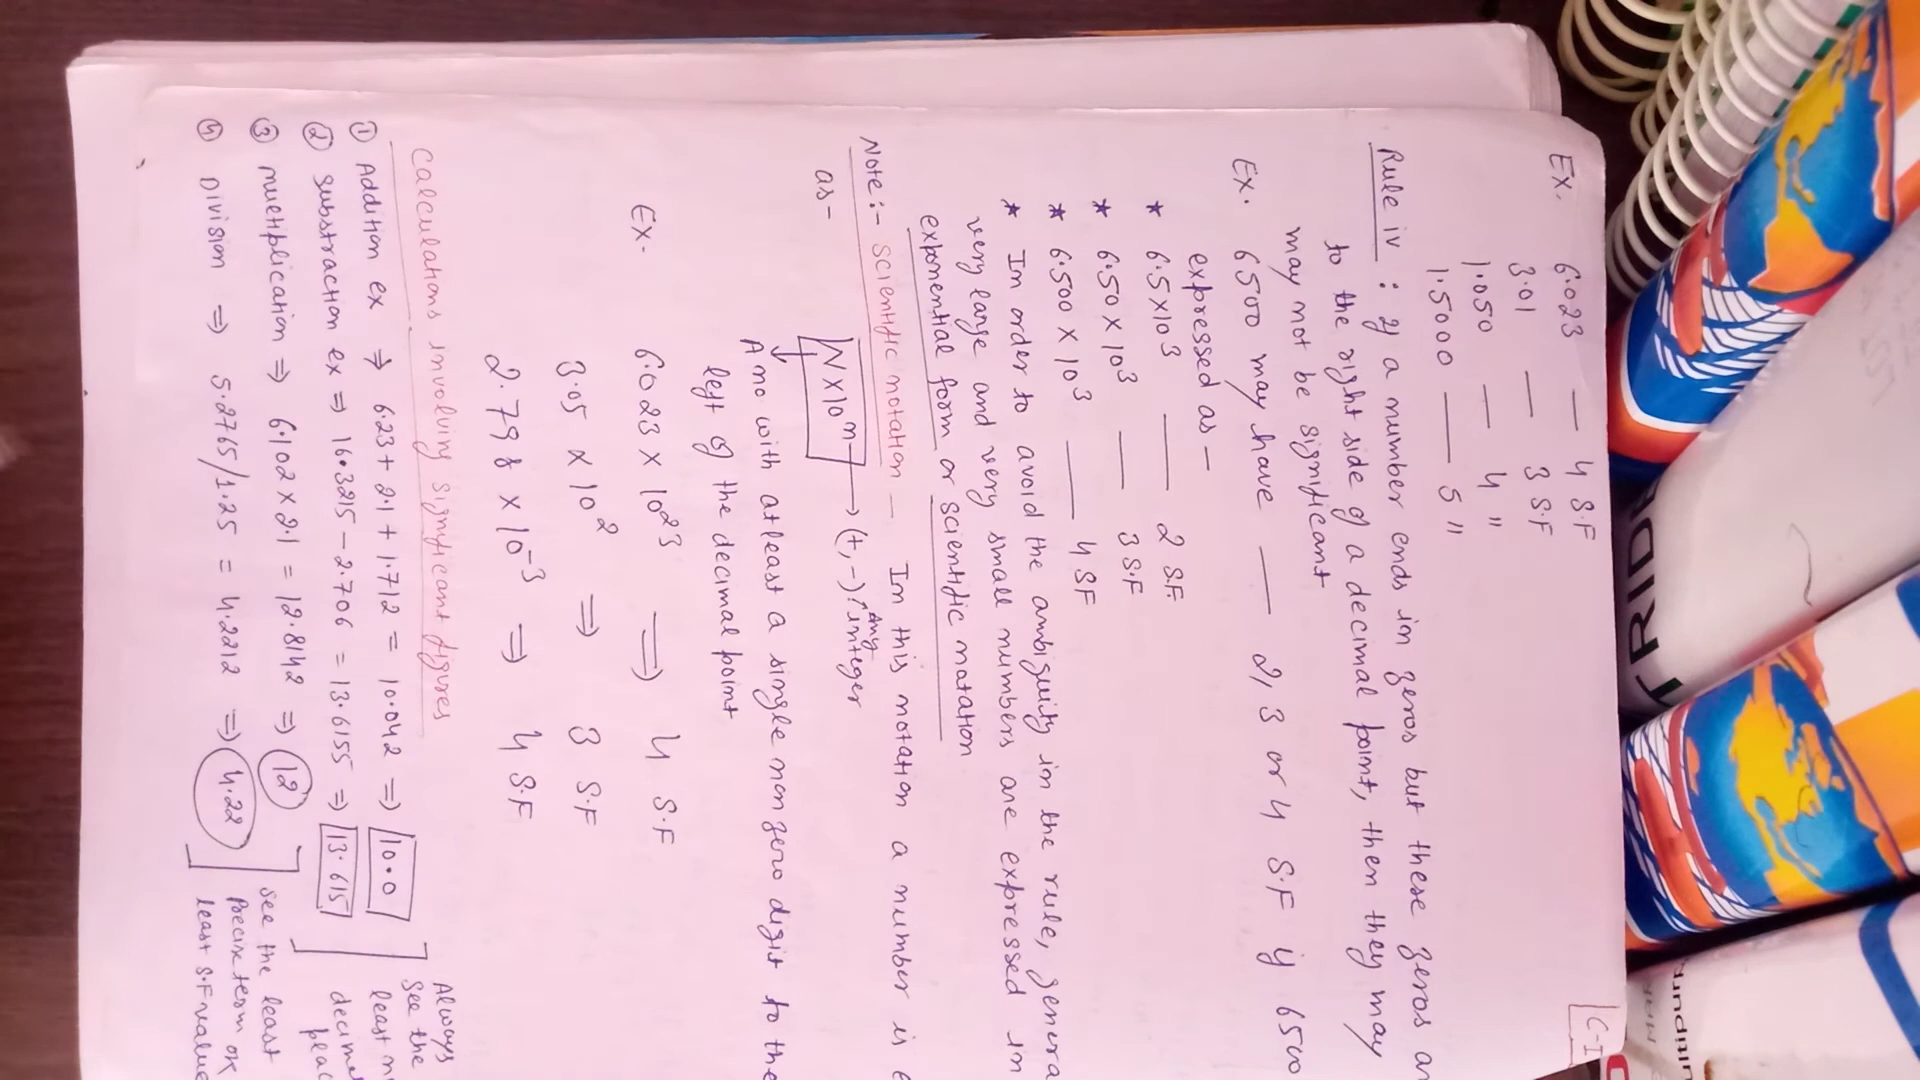 C-I
Ex. 6.023 — 4 S.F
3.01 — 3 S.F
1.050 — 4 "
1.5000 — 5 "
Rule iv : If a number ends in zeros but these zeros
to the right side of a decimal point, then they may
may not be significant
Ex. 6500 may have — 2, 3 or 4 S.F if 6500
expressed as -
* 6.5 × 10³ — 2 S.F.
* 6.50 × 10³ — 3 S.F
* 6.500 × 10³ — 4 SF
* In order to avoid the ambiguity in the rule,
very large and very small numbers are expressed in
exponential form or scientific notation
Note :- Scientific notation - In this notation a number is
as -
N × 10ⁿ → (+, -) Any integer
↓
A no with atleast a single non zero digit to the
left of the decimal point
Ex - 6.023 × 10²³ ⇒ 4 S.F
3.05 × 10² ⇒ 3 S.F
2.798 × 10⁻³ ⇒ 4 S.F
Calculations involving significant figures
① Addition ex ⇒ 6.23 + 2.1 + 1.712 = 10.042 ⇒ 10.0
② substraction ex ⇒ 16.3215 - 2.706 = 13.6155 ⇒ 13.615
Always
see the
least
③ multiplication ⇒ 6.102 × 2.1 = 12.8142 ⇒ 12
④ Division ⇒ 5.2765/1.25 = 4.2212 ⇒ 4.22
see the least
precise term or
least S.F value
TRID